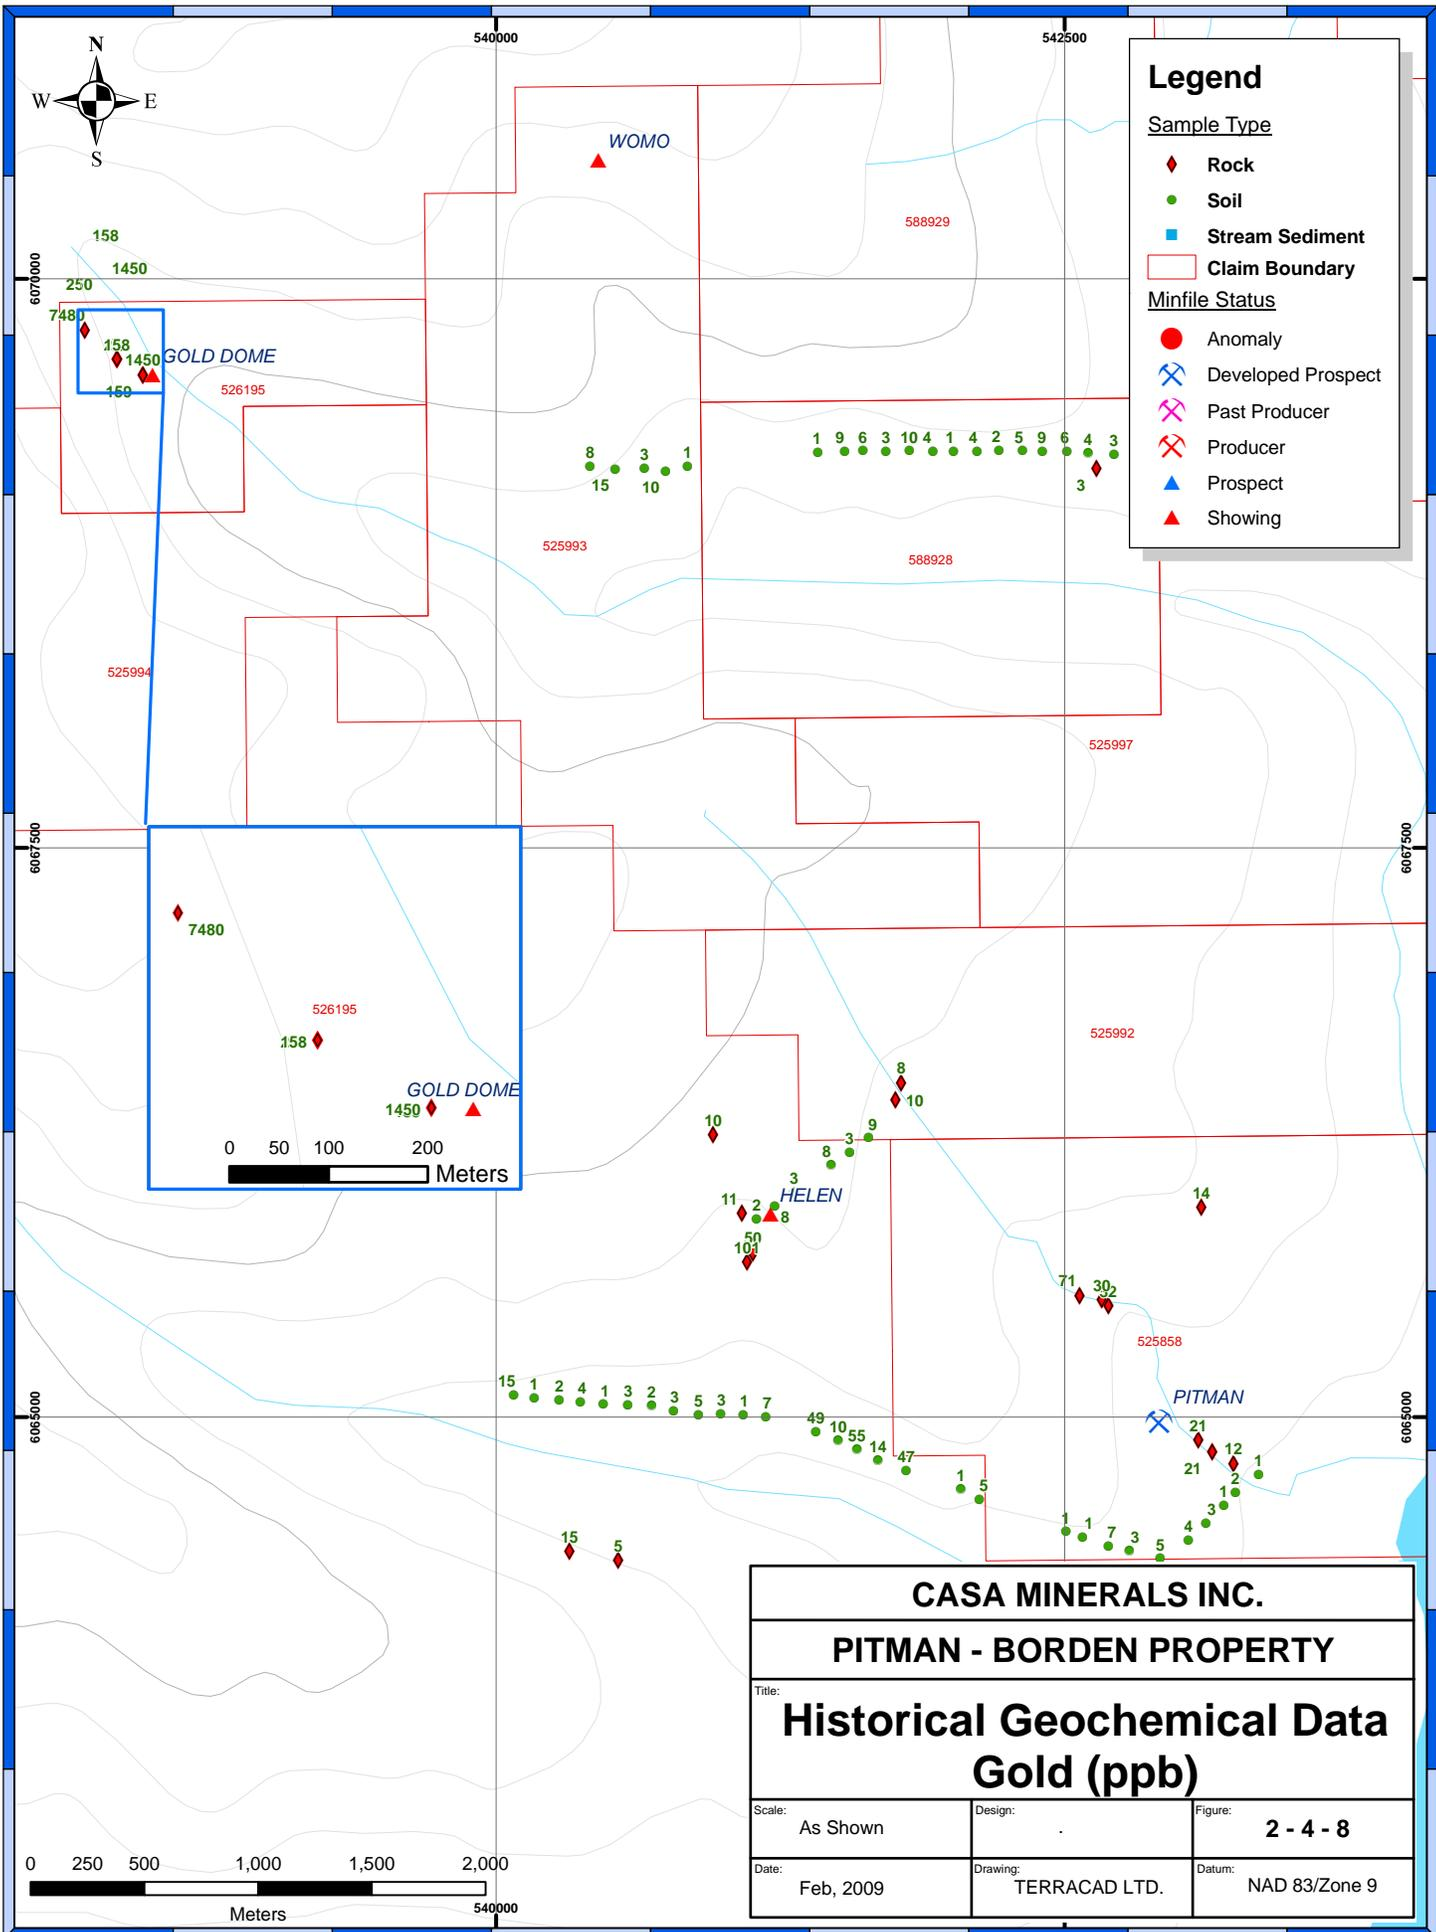 540000
542500
N
W E
S
Legend
Sample Type
Rock
Soil
Stream Sediment
Claim Boundary
Minfile Status
Anomaly
Developed Prospect
Past Producer
Producer
Prospect
Showing
WOMO
588929
158
1450
250
6070000
7480
158
1450
GOLD DOME
159
526195
8 3 1
15 10
1 9 6 3 10 4 1 4 2 5 9 6 4 3
3
525993
588928
525994
525997
6067500
6067500
7480
526195
158
GOLD DOME
1450
0 50 100 200
Meters
525992
8
10
10
9
3
8
3
HELEN
11
2
8
50
101
14
71
30
525858
PITMAN
15 1 2 4 1 3 2 3 5 3 1 7
49
10
55
14
47
1
5
6065000
6065000
21
21
12
1
2
1
3
4
1
1
7
3
5
15
5
CASA MINERALS INC.
PITMAN - BORDEN PROPERTY
Title:
Historical Geochemical Data
Gold (ppb)
Scale:
As Shown
Design:
.
Figure:
2 - 4 - 8
Date:
Feb, 2009
Drawing:
TERRACAD LTD.
Datum:
NAD 83/Zone 9
0 250 500 1,000 1,500 2,000
Meters
540000